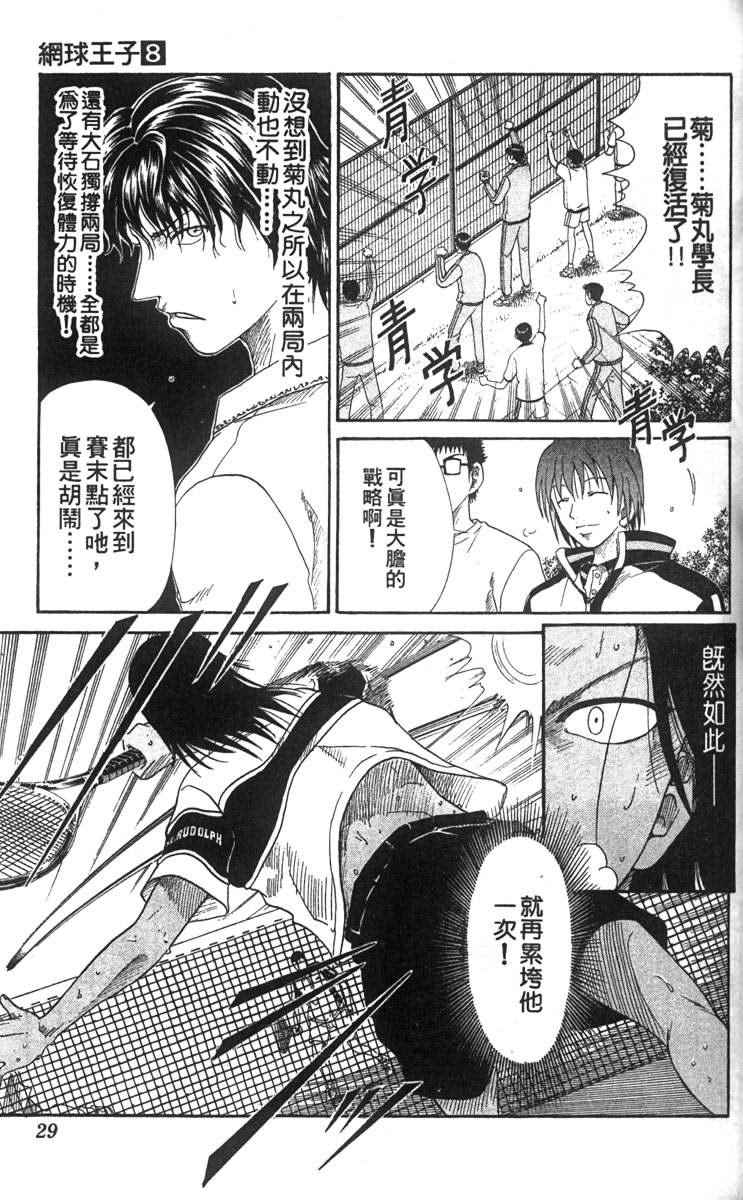 網球王子8
菊……菊丸學長
已經復活了!!
青学
青学
青学
沒想到菊丸之所以在兩局內
動也不動……
還有大石獨撐兩局……全都是
為了等待恢復體力的時機!
可真是大膽的
戰略啊!
都已經來到
賽末點了吔,
真是胡鬧……
既然如此——
就再累垮他
一次!
RUDOLPH
29